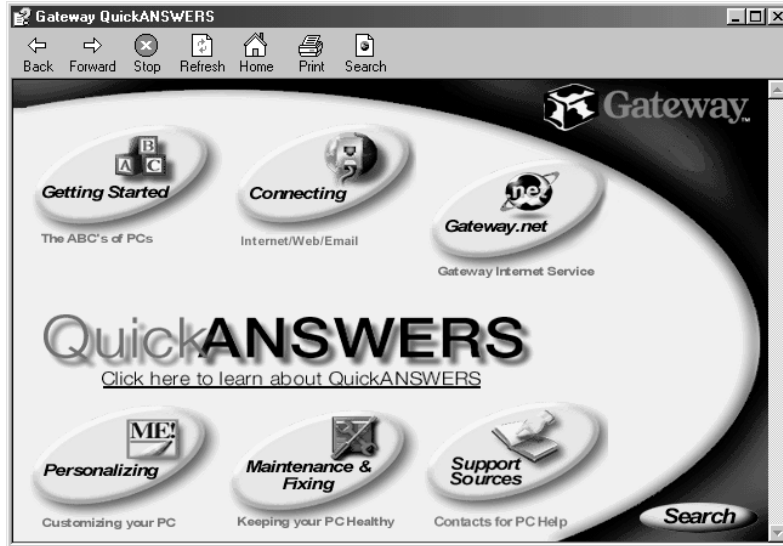 Gateway QuickANSWERS
Back Forward Stop Refresh Home Print Search
Gateway™
A B C
Getting Started
The ABC's of PCs
Connecting
Internet/Web/Email
.net
Gateway.net
Gateway Internet Service
QuickANSWERS
Click here to learn about QuickANSWERS
ME!
Personalizing
Customizing your PC
Maintenance &
Fixing
Keeping your PC Healthy
Support
Sources
Contacts for PC Help
Search